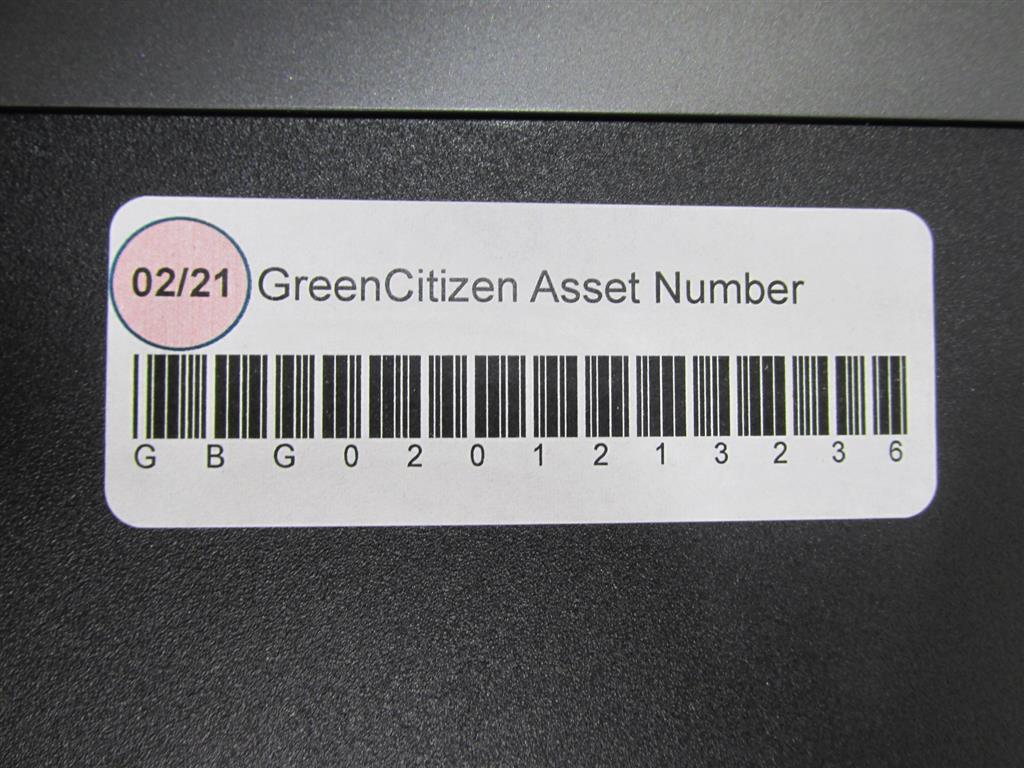 02/21 GreenCitizen Asset Number
G B G 0 2 0 1 2 1 3 2 3 6